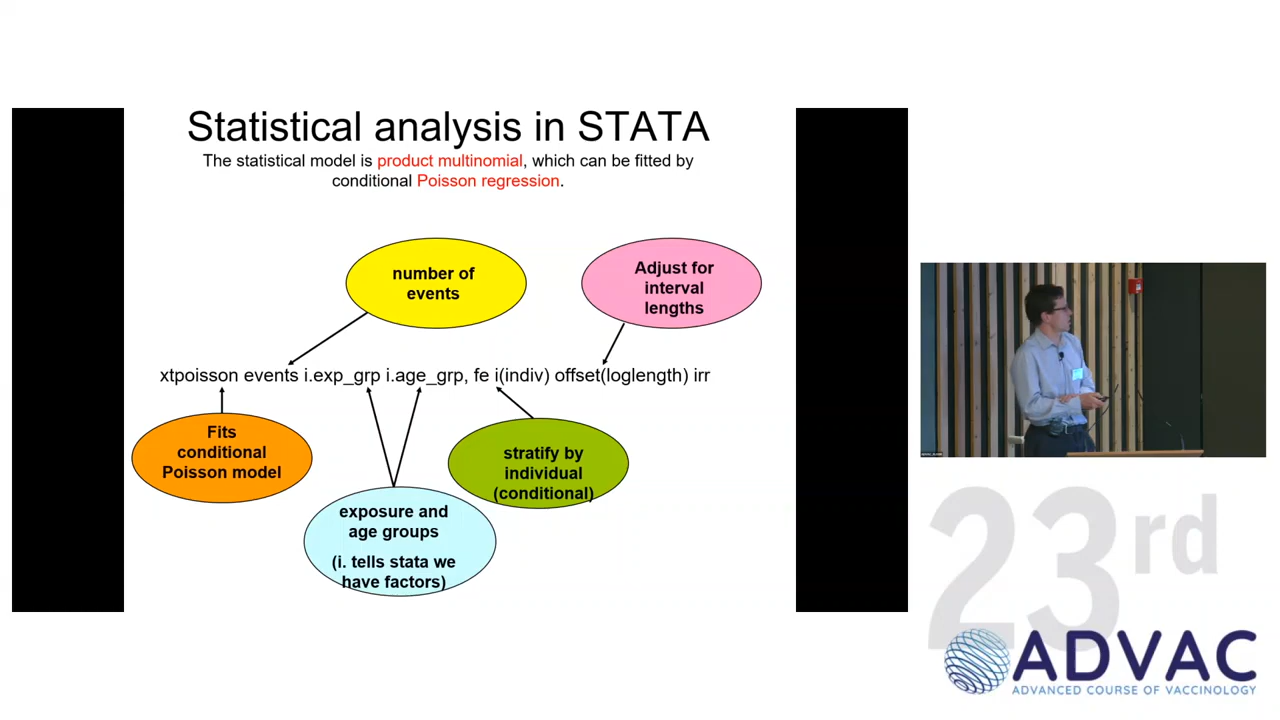 Statistical analysis in STATA
The statistical model is product multinomial, which can be fitted by
conditional Poisson regression.
number of
events
Adjust for
interval
lengths
xtpoisson events i.exp_grp i.age_grp, fe i(indiv) offset(loglength) irr
Fits
conditional
Poisson model
stratify by
individual
(conditional)
exposure and
age groups
(i. tells stata we
have factors)
23rd
ADVAC
ADVANCED COURSE OF VACCINOLOGY